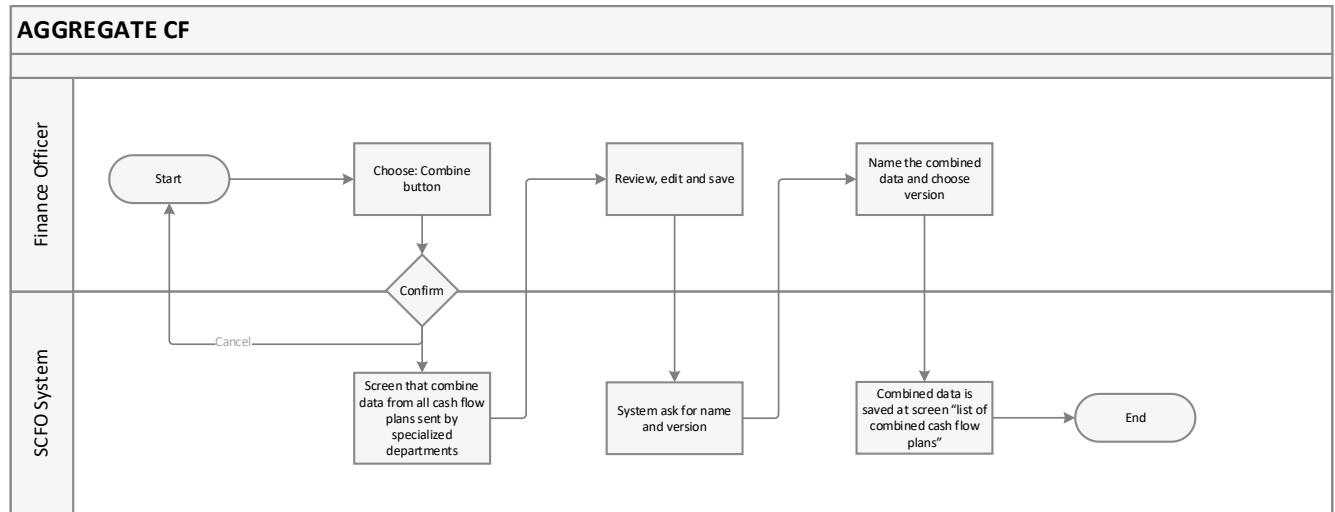 AGGREGATE CF
Finance Officer
Start
Choose: Combine
button
Review, edit and save
Name the combined
data and choose
version
Confirm
Cancel
SCFO System
Screen that combine
data from all cash flow
plans sent by
specialized
departments
System ask for name
and version
Combined data is
saved at screen “list of
combined cash flow
plans”
End